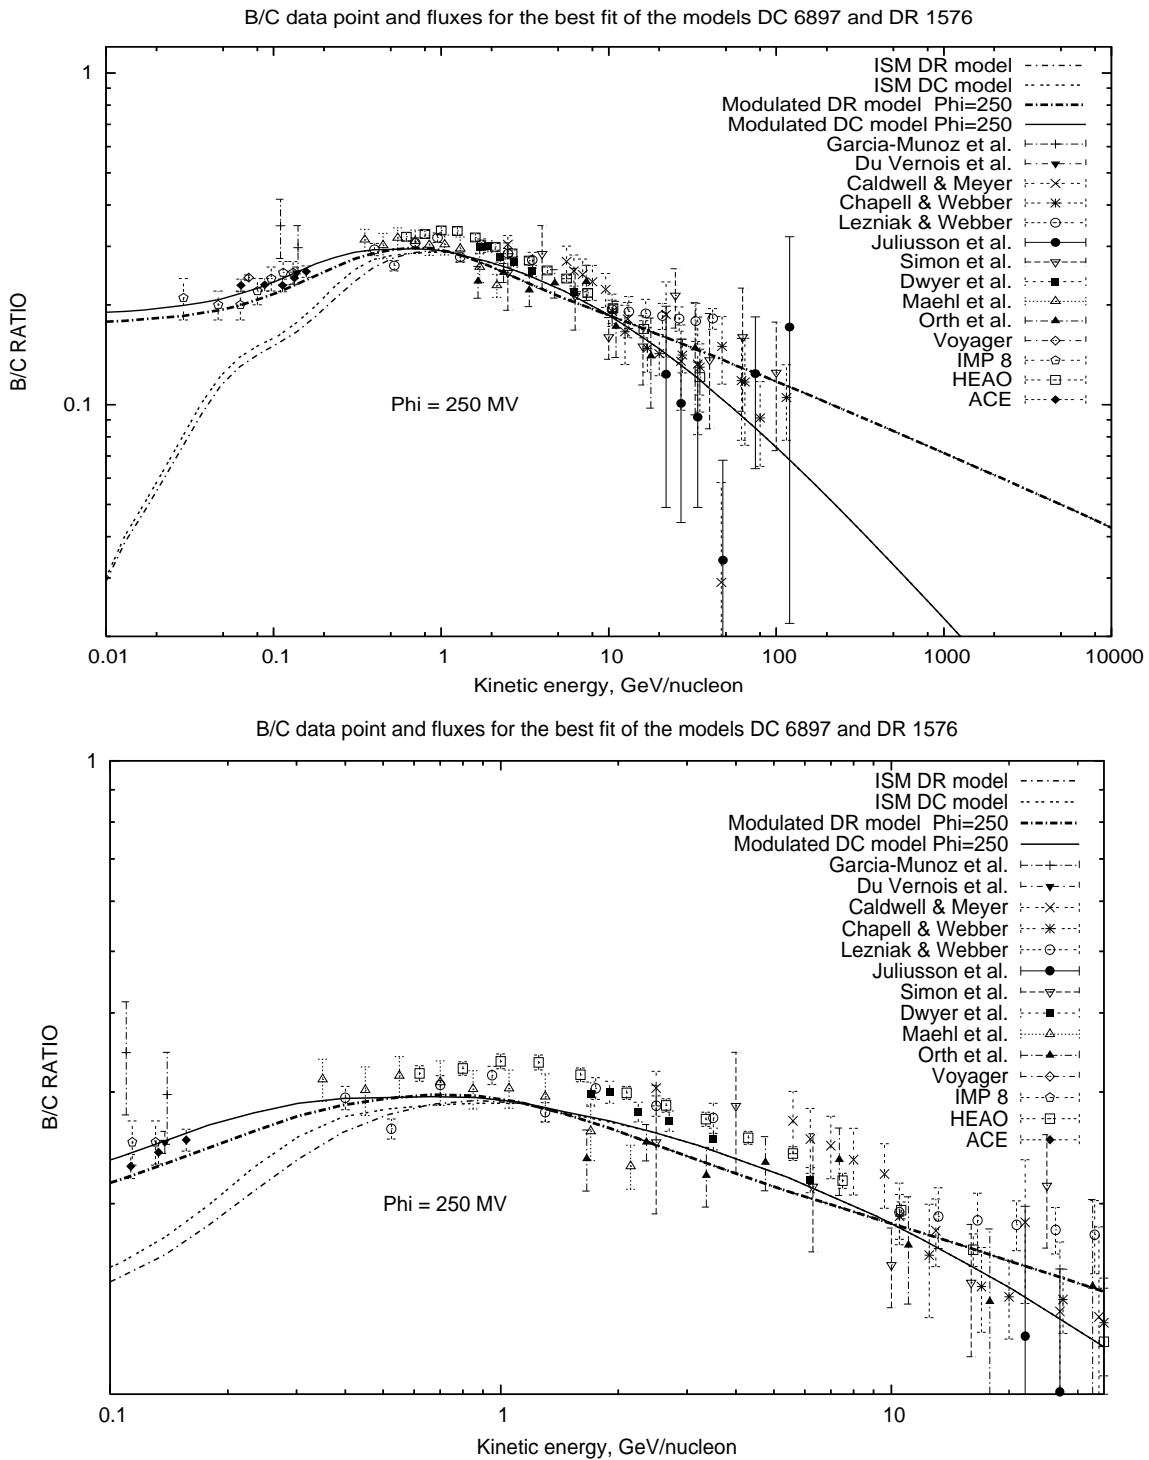 B/C data point and fluxes for the best fit of the models DC 6897 and DR 1576
1
0.1
B/C RATIO
ISM DR model
ISM DC model
Modulated DR model  Phi=250
Modulated DC model Phi=250
Garcia-Munoz et al.
Du Vernois et al.
Caldwell & Meyer
Chapell & Webber
Lezniak & Webber
Juliusson et al.
Simon et al.
Dwyer et al.
Maehl et al.
Orth et al.
Voyager
IMP 8
HEAO
ACE
Phi = 250 MV
0.01 0.1 1 10 100 1000 10000
Kinetic energy, GeV/nucleon
B/C data point and fluxes for the best fit of the models DC 6897 and DR 1576
1
B/C RATIO
ISM DR model
ISM DC model
Modulated DR model  Phi=250
Modulated DC model Phi=250
Garcia-Munoz et al.
Du Vernois et al.
Caldwell & Meyer
Chapell & Webber
Lezniak & Webber
Juliusson et al.
Simon et al.
Dwyer et al.
Maehl et al.
Orth et al.
Voyager
IMP 8
HEAO
ACE
Phi = 250 MV
0.1 1 10
Kinetic energy, GeV/nucleon